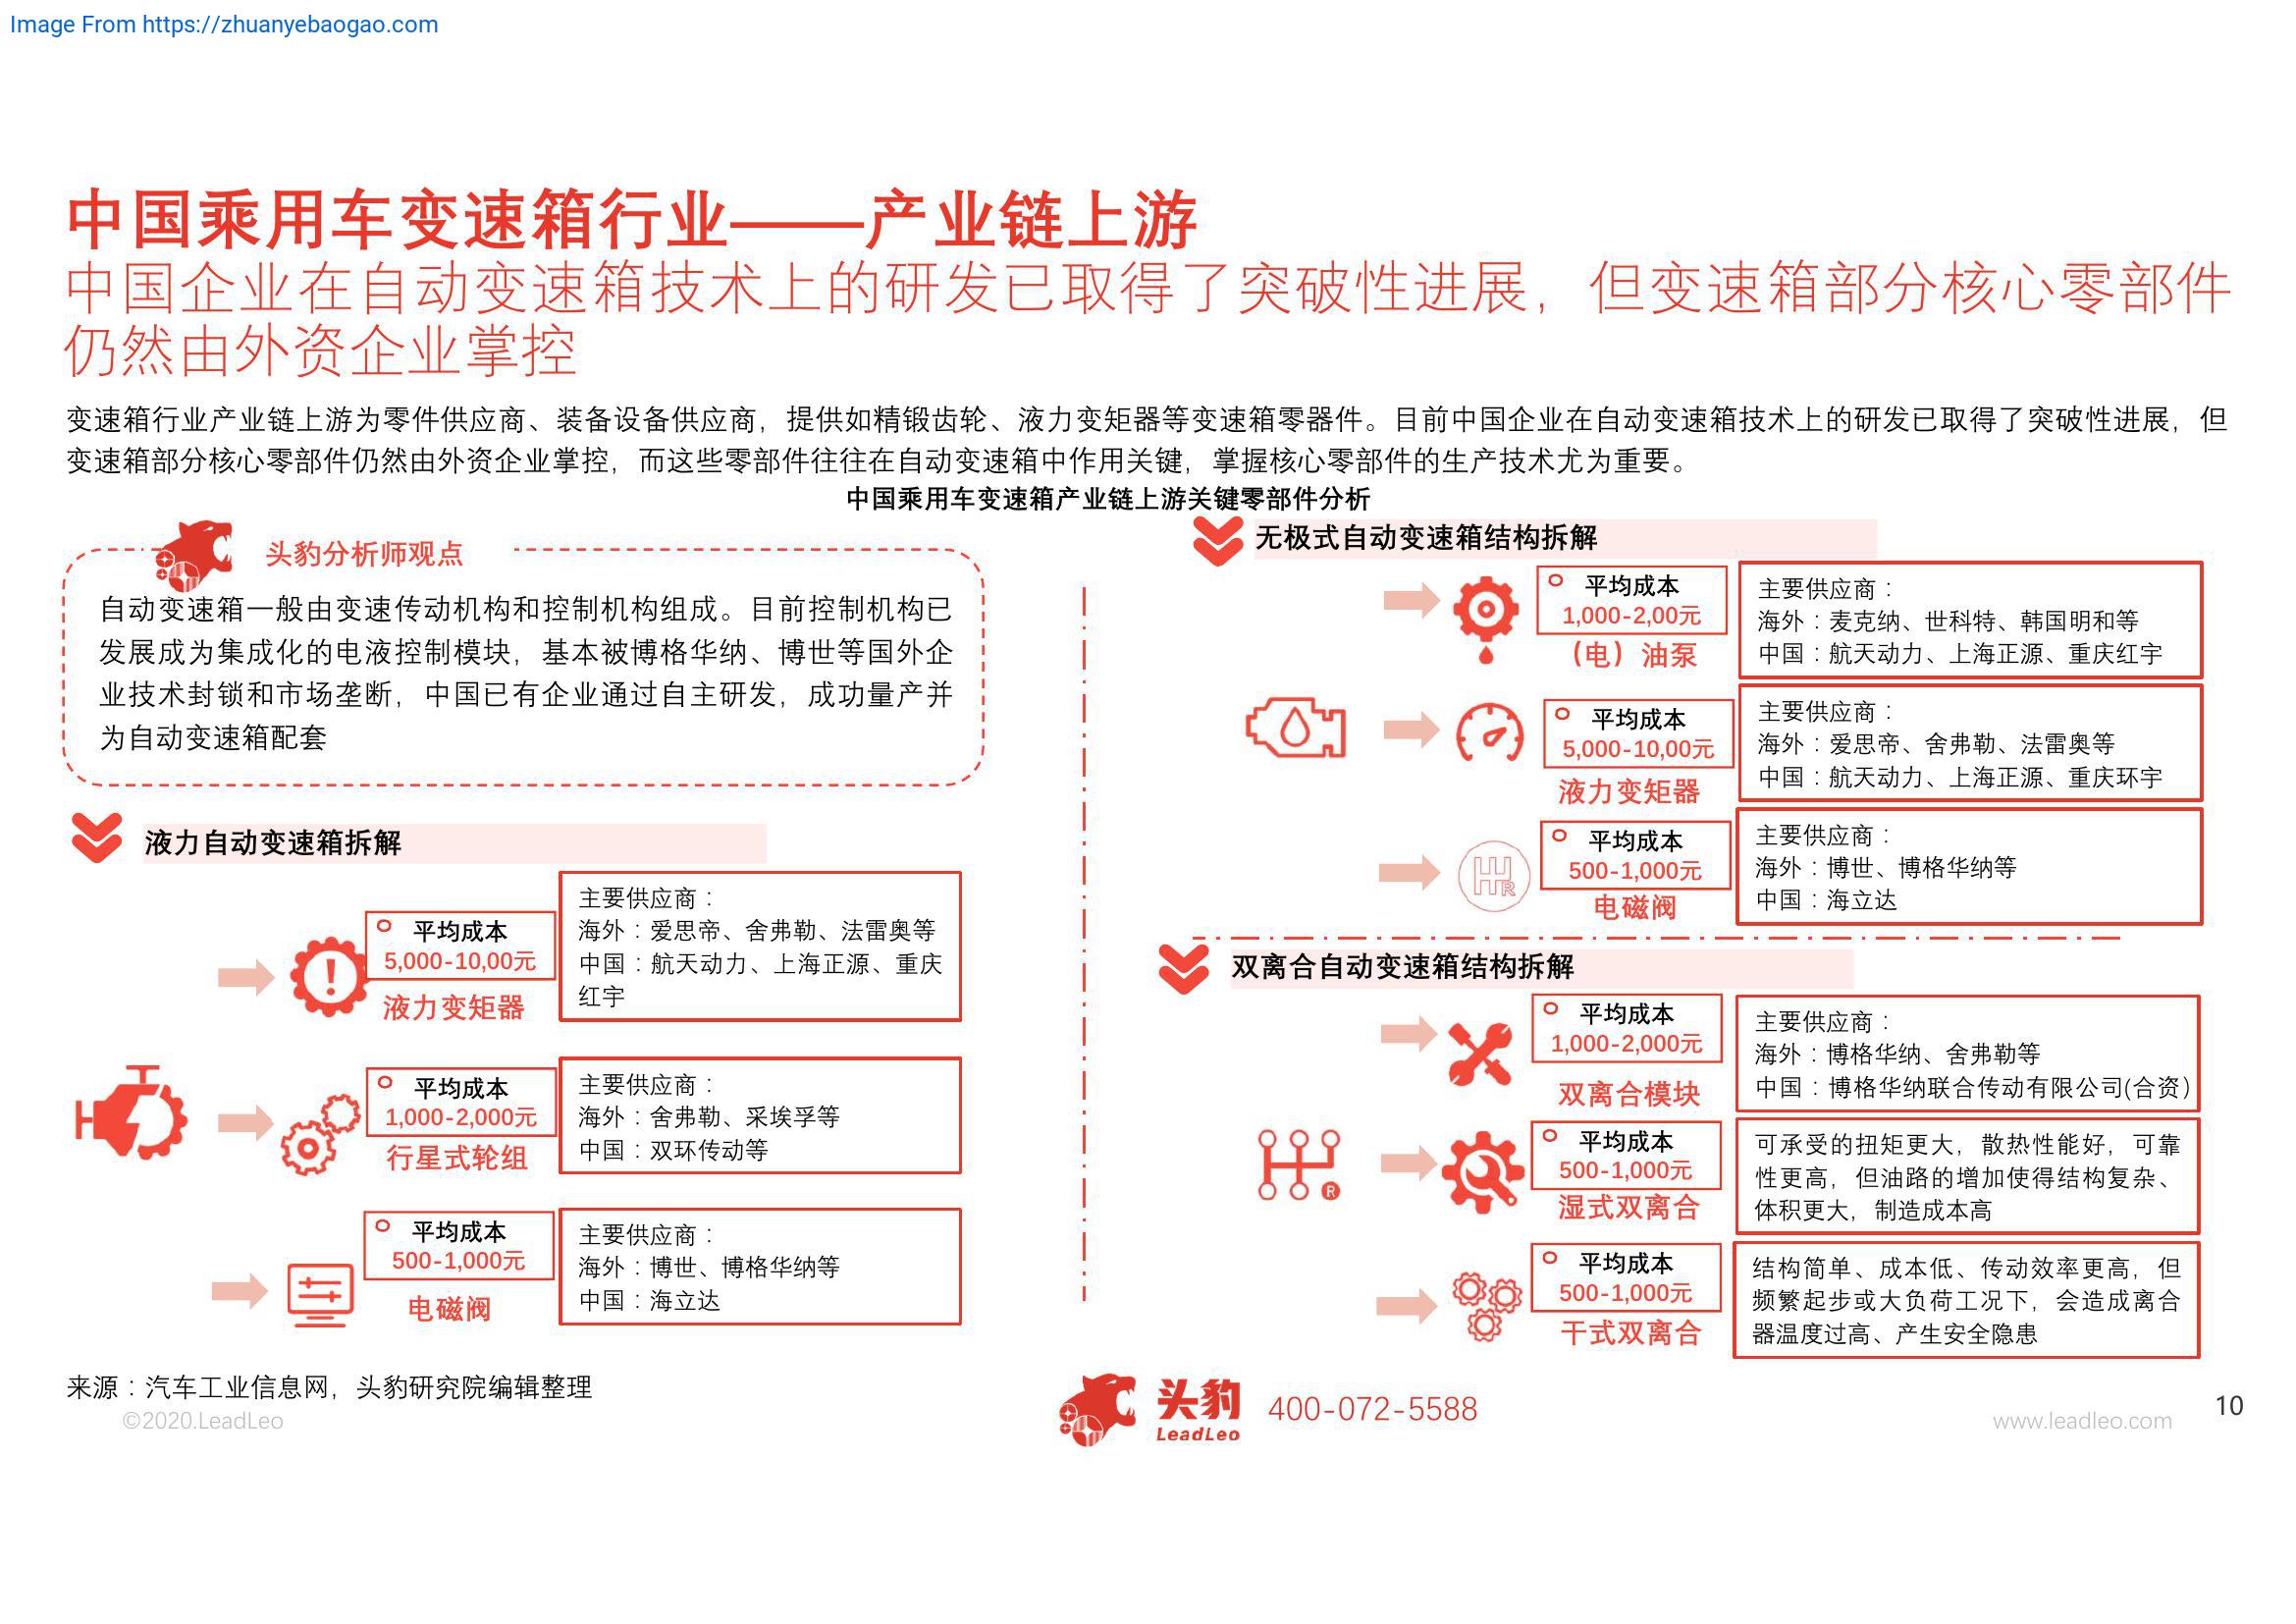 Image From https://zhuanyebaogao.com
中国乘用车变速箱行业——产业链上游
中国企业在自动变速箱技术上的研发已取得了突破性进展，但变速箱部分核心零部件
仍然由外资企业掌控
变速箱行业产业链上游为零件供应商、装备设备供应商，提供如精锻齿轮、液力变矩器等变速箱零器件。目前中国企业在自动变速箱技术上的研发已取得了突破性进展，但
变速箱部分核心零部件仍然由外资企业掌控，而这些零部件往往在自动变速箱中作用关键，掌握核心零部件的生产技术尤为重要。
中国乘用车变速箱产业链上游关键零部件分析
头豹分析师观点
自动变速箱一般由变速传动机构和控制机构组成。目前控制机构已
发展成为集成化的电液控制模块，基本被博格华纳、博世等国外企
业技术封锁和市场垄断，中国已有企业通过自主研发，成功量产并
为自动变速箱配套
液力自动变速箱拆解
平均成本
5,000-10,00元
液力变矩器
主要供应商：
海外：爱思帝、舍弗勒、法雷奥等
中国：航天动力、上海正源、重庆
红宇
平均成本
1,000-2,000元
行星式轮组
主要供应商：
海外：舍弗勒、采埃孚等
中国：双环传动等
平均成本
500-1,000元
电磁阀
主要供应商：
海外：博世、博格华纳等
中国：海立达
无极式自动变速箱结构拆解
平均成本
1,000-2,00元
（电）油泵
主要供应商：
海外：麦克纳、世科特、韩国明和等
中国：航天动力、上海正源、重庆红宇
平均成本
5,000-10,00元
液力变矩器
主要供应商：
海外：爱思帝、舍弗勒、法雷奥等
中国：航天动力、上海正源、重庆环宇
R
平均成本
500-1,000元
电磁阀
主要供应商：
海外：博世、博格华纳等
中国：海立达
双离合自动变速箱结构拆解
平均成本
1,000-2,000元
双离合模块
主要供应商：
海外：博格华纳、舍弗勒等
中国：博格华纳联合传动有限公司(合资)
R
平均成本
500-1,000元
湿式双离合
可承受的扭矩更大，散热性能好，可靠
性更高，但油路的增加使得结构复杂、
体积更大，制造成本高
平均成本
500-1,000元
干式双离合
结构简单、成本低、传动效率更高，但
频繁起步或大负荷工况下，会造成离合
器温度过高、产生安全隐患
来源：汽车工业信息网，头豹研究院编辑整理
©2020.LeadLeo
头豹
LeadLeo
400-072-5588
www.leadleo.com
10